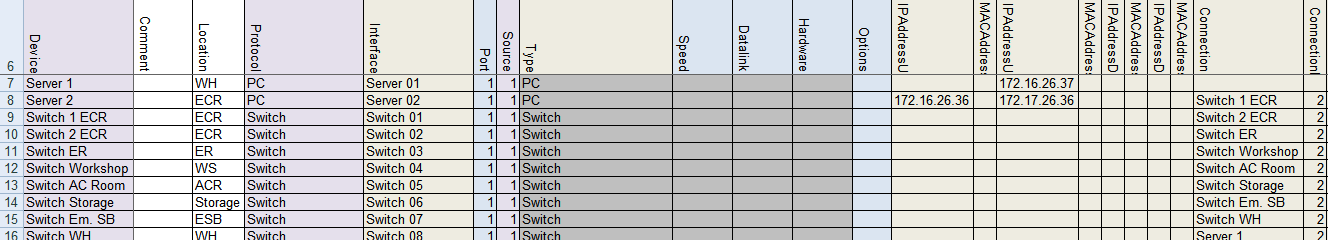 6 Device Comment Location Protocol Interface Port Source Type Speed Datalink Hardware Options IPAddressU MACAddress IPAddressU MACAddress IPAddressD MACAddress IPAddressD MACAddress Connection Connection
7 Server 1 WH PC Server 01 1 1 PC 172.16.26.37
8 Server 2 ECR PC Server 02 1 1 PC 172.16.26.36 172.17.26.36 Switch 1 ECR 2
9 Switch 1 ECR ECR Switch Switch 01 1 1 Switch Switch 2 ECR 2
10 Switch 2 ECR ECR Switch Switch 02 1 1 Switch Switch ER 2
11 Switch ER ER Switch Switch 03 1 1 Switch Switch Workshop 2
12 Switch Workshop WS Switch Switch 04 1 1 Switch Switch AC Room 2
13 Switch AC Room ACR Switch Switch 05 1 1 Switch Switch Storage 2
14 Switch Storage Storage Switch Switch 06 1 1 Switch Switch Em. SB 2
15 Switch Em. SB ESB Switch Switch 07 1 1 Switch Switch WH 2
16 Switch WH WH Switch Switch 08 1 1 Switch Server 1 2